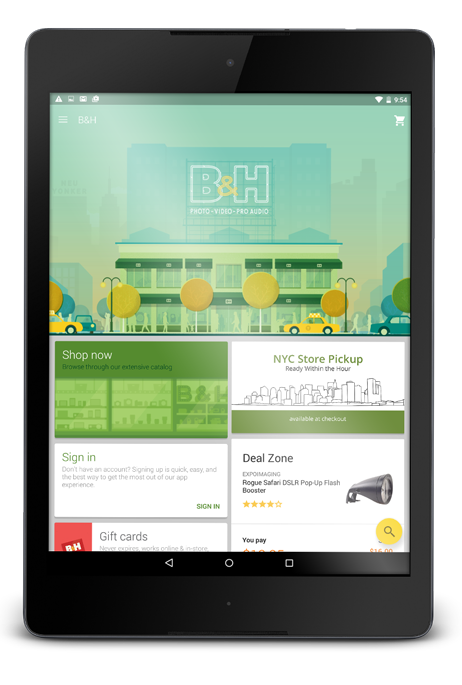 9:54
B&H
B&H
PHOTO-VIDEO-PRO AUDIO
Shop now
Browse through our extensive catalog
B&H
NYC Store Pickup
Ready Within the Hour
available at checkout
Sign in
Don't have an account? Signing up is quick, easy, and
the best way to get the most out of our app
experience.
SIGN IN
Deal Zone
EXPOIMAGING
Rogue Safari DSLR Pop-Up Flash
Booster
Gift cards
Never expires, works online & in-store,
B&H
You pay